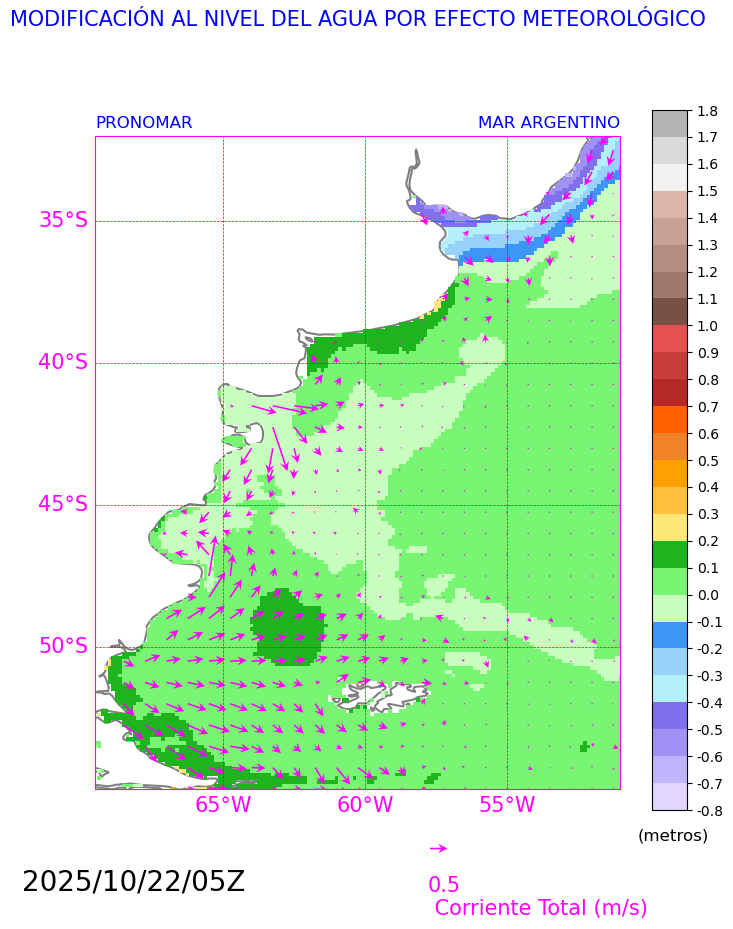 MODIFICACIÓN AL NIVEL DEL AGUA POR EFECTO METEOROLÓGICO
PRONOMAR MAR ARGENTINO
1.8
1.7
1.6
1.5
1.4
1.3
1.2
1.1
1.0
0.9
0.8
0.7
0.6
0.5
0.4
0.3
0.2
0.1
0.0
-0.1
-0.2
-0.3
-0.4
-0.5
-0.6
-0.7
-0.8
(metros)
35°S
40°S
45°S
50°S
65°W 60°W 55°W
2025/10/22/05Z
0.5
Corriente Total (m/s)